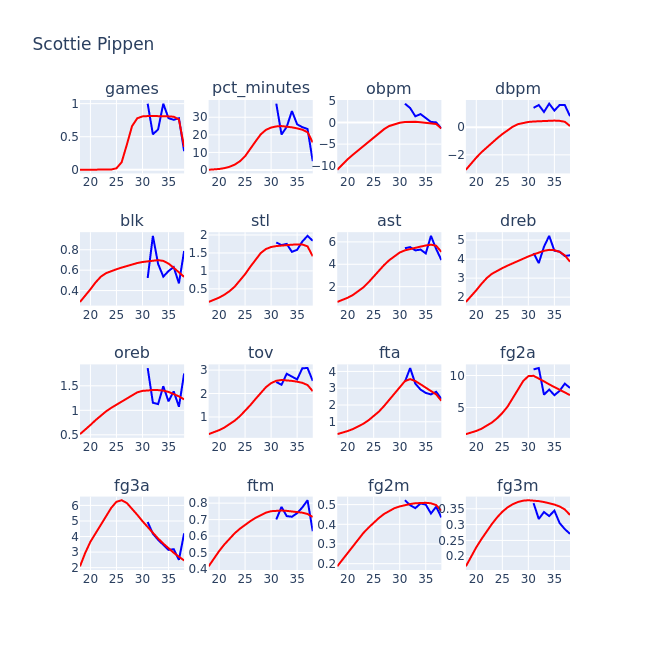 Scottie Pippen
games pct_minutes obpm dbpm
1 0.5 0 20 25 30 35
30 20 10 0 20 25 30 35
5 0 −5 −10 20 25 30 35
0 −2 20 25 30 35
blk stl ast dreb
0.8 0.6 0.4 20 25 30 35
2 1.5 1 0.5 20 25 30 35
6 4 2 20 25 30 35
5 4 3 2 20 25 30 35
oreb tov fta fg2a
1.5 1 0.5 20 25 30 35
3 2 1 20 25 30 35
4 3 2 1 20 25 30 35
10 5 20 25 30 35
fg3a ftm fg2m fg3m
6 5 4 3 2 20 25 30 35
0.8 0.7 0.6 0.5 0.4 20 25 30 35
0.5 0.4 0.3 0.2 20 25 30 35
0.35 0.3 0.25 0.2 20 25 30 35